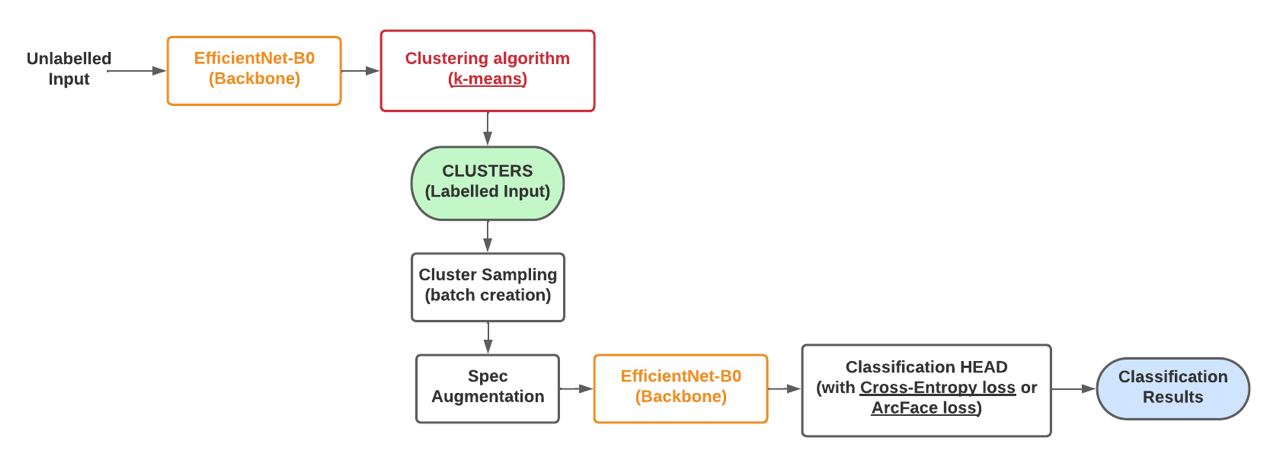 Unlabelled
Input
EfficientNet-B0
(Backbone)
Clustering algorithm
(k-means)
CLUSTERS
(Labelled Input)
Cluster Sampling
(batch creation)
Spec
Augmentation
EfficientNet-B0
(Backbone)
Classification HEAD
(with Cross-Entropy loss or
ArcFace loss)
Classification
Results